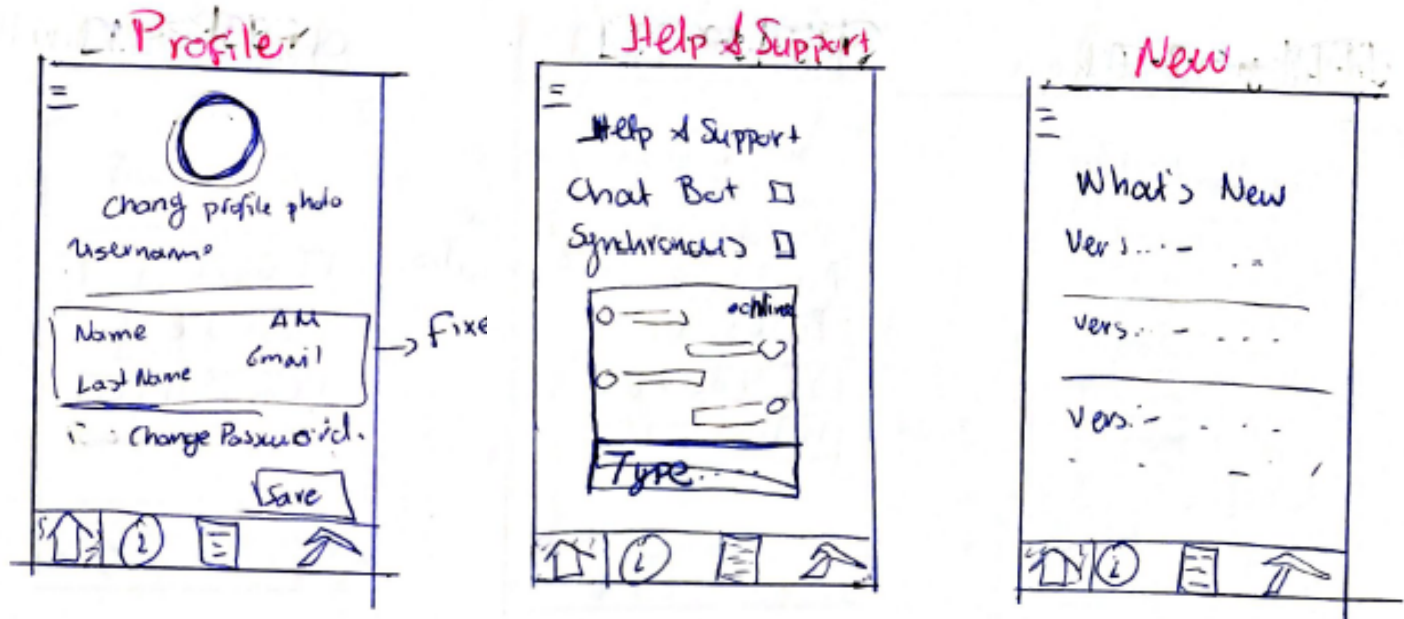 Profile
Chang profile photo
Username
Name AM
Last Name Email
→ Fixe
Change Password.
Save
i
Help & Support
Help & Support
Chat Bot
Synchronous
Type.....
i
New
What's New
Vers...-
Vers...-
Vers.-
i